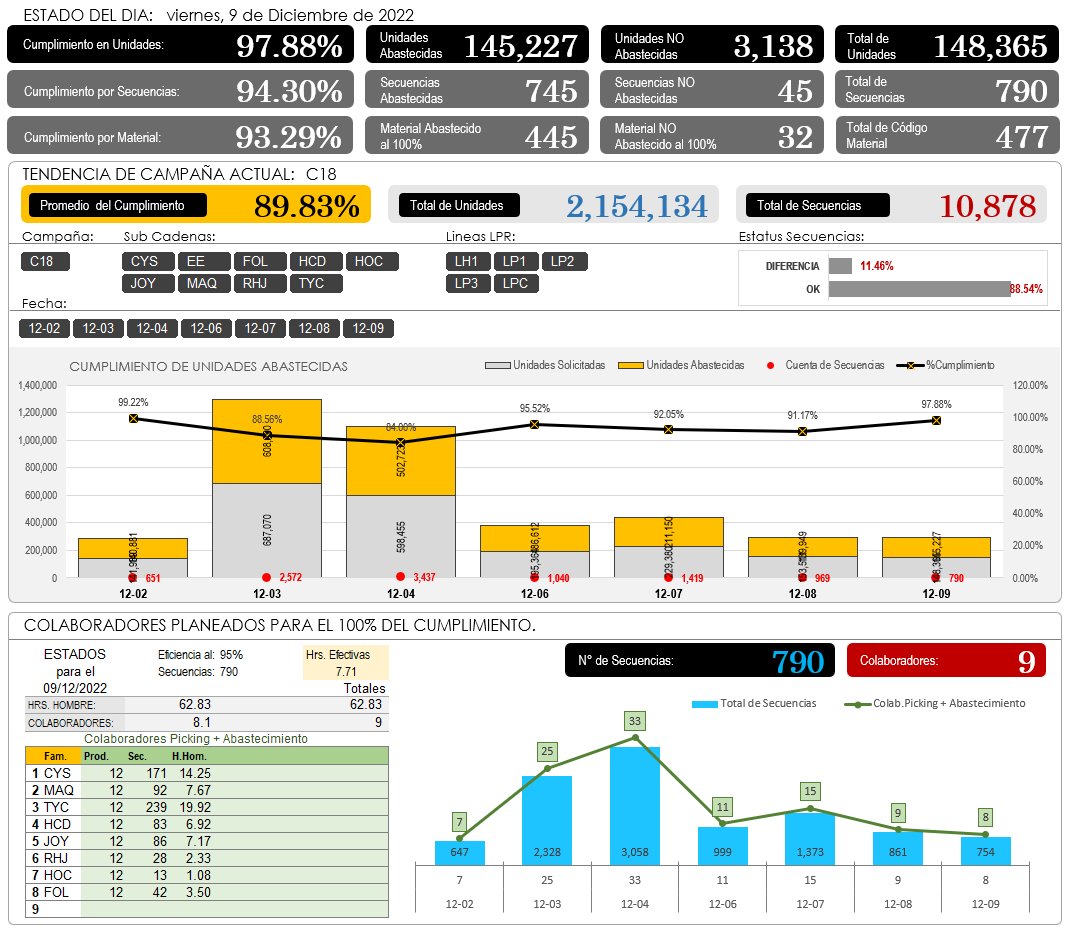 ESTADO DEL DIA: viernes, 9 de Diciembre de 2022
Cumplimiento en Unidades: 97.88%
Unidades Abastecidas 145,227
Unidades NO Abastecidas 3,138
Total de Unidades 148,365
Cumplimiento por Secuencias: 94.30%
Secuencias Abastecidas 745
Secuencias NO Abastecidas 45
Total de Secuencias 790
Cumplimiento por Material: 93.29%
Material Abastecido al 100% 445
Material NO Abastecido al 100% 32
Total de Código Material 477
TENDENCIA DE CAMPAÑA ACTUAL: C18
Promedio del Cumplimiento 89.83%
Total de Unidades 2,154,134
Total de Secuencias 10,878
Campaña: Sub Cadenas: Lineas LPR: Estatus Secuencias:
C18 CYS EE FOL HCD HOC LH1 LP1 LP2
JOY MAQ RHJ TYC LP3 LPC
DIFERENCIA 11.46%
OK 88.54%
Fecha:
12-02 12-03 12-04 12-06 12-07 12-08 12-09
CUMPLIMIENTO DE UNIDADES ABASTECIDAS
Unidades Solicitadas Unidades Abastecidas Cuenta de Secuencias %Cumplimiento
1,400,000 120.00%
1,200,000 100.00%
1,000,000 80.00%
800,000 60.00%
600,000 40.00%
400,000 20.00%
200,000 0.00%
0
99.22% 88.56% 84.00% 95.52% 92.05% 91.17% 97.88%
687,070
598,455 502,723
211,150
651 2,572 3,437 1,040 1,419 969 790
12-02 12-03 12-04 12-06 12-07 12-08 12-09
COLABORADORES PLANEADOS PARA EL 100% DEL CUMPLIMIENTO.
ESTADOS Eficiencia al: 95% Hrs. Efectivas
para el Secuencias: 790 7.71
09/12/2022 Totales
HRS. HOMBRE: 62.83 62.83
COLABORADORES: 8.1 9
Colaboradores Picking + Abastecimiento
Fam. Prod. Sec. H.Hom.
1 CYS 12 171 14.25
2 MAQ 12 92 7.67
3 TYC 12 239 19.92
4 HCD 12 83 6.92
5 JOY 12 86 7.17
6 RHJ 12 28 2.33
7 HOC 12 13 1.08
8 FOL 12 42 3.50
9
N° de Secuencias: 790
Colaboradores: 9
Total de Secuencias Colab.Picking + Abastecimiento
7 25 33 11 15 9 8
647 2,328 3,058 999 1,373 861 754
7 25 33 11 15 9 8
12-02 12-03 12-04 12-06 12-07 12-08 12-09